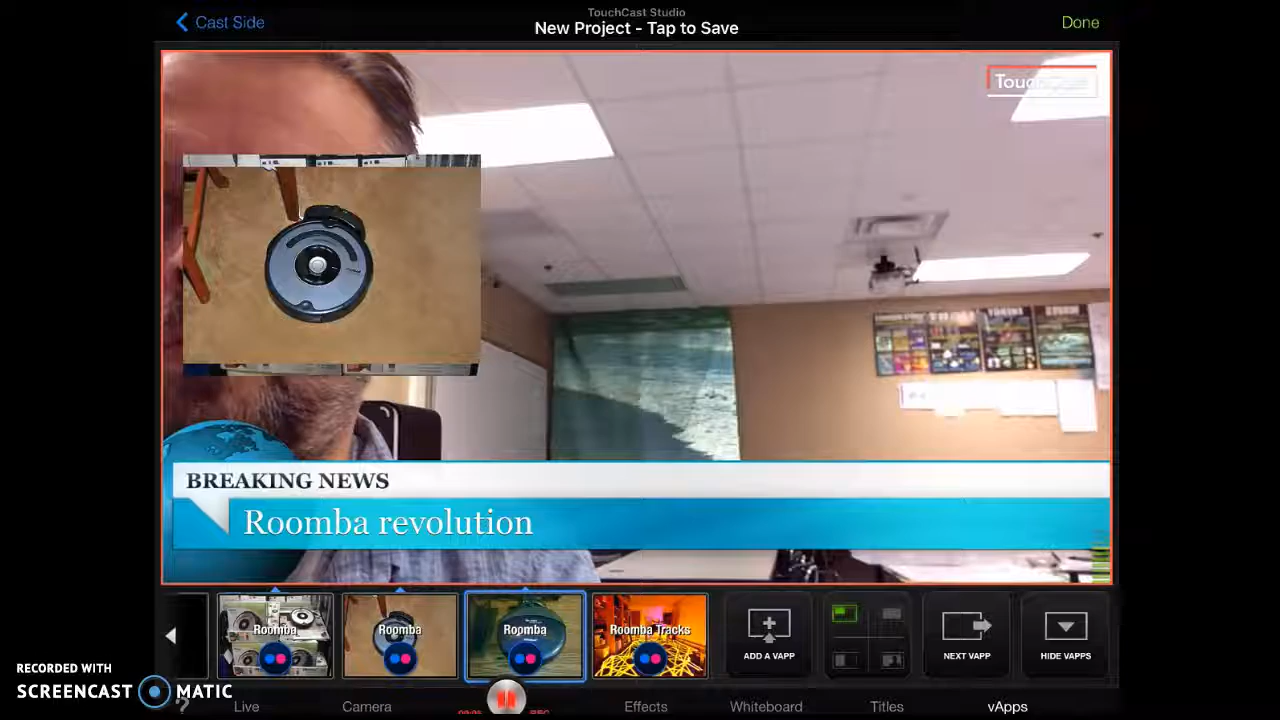 TouchCast Studio
Cast Side
New Project - Tap to Save
Done
BREAKING NEWS
Roomba revolution
Roomba
Roomba
Roomba
Roomba Tracks
ADD A VAPP
NEXT VAPP
HIDE VAPPS
RECORDED WITH
SCREENCAST MATIC
?
Live
Camera
REC
Effects
Whiteboard
Titles
vApps